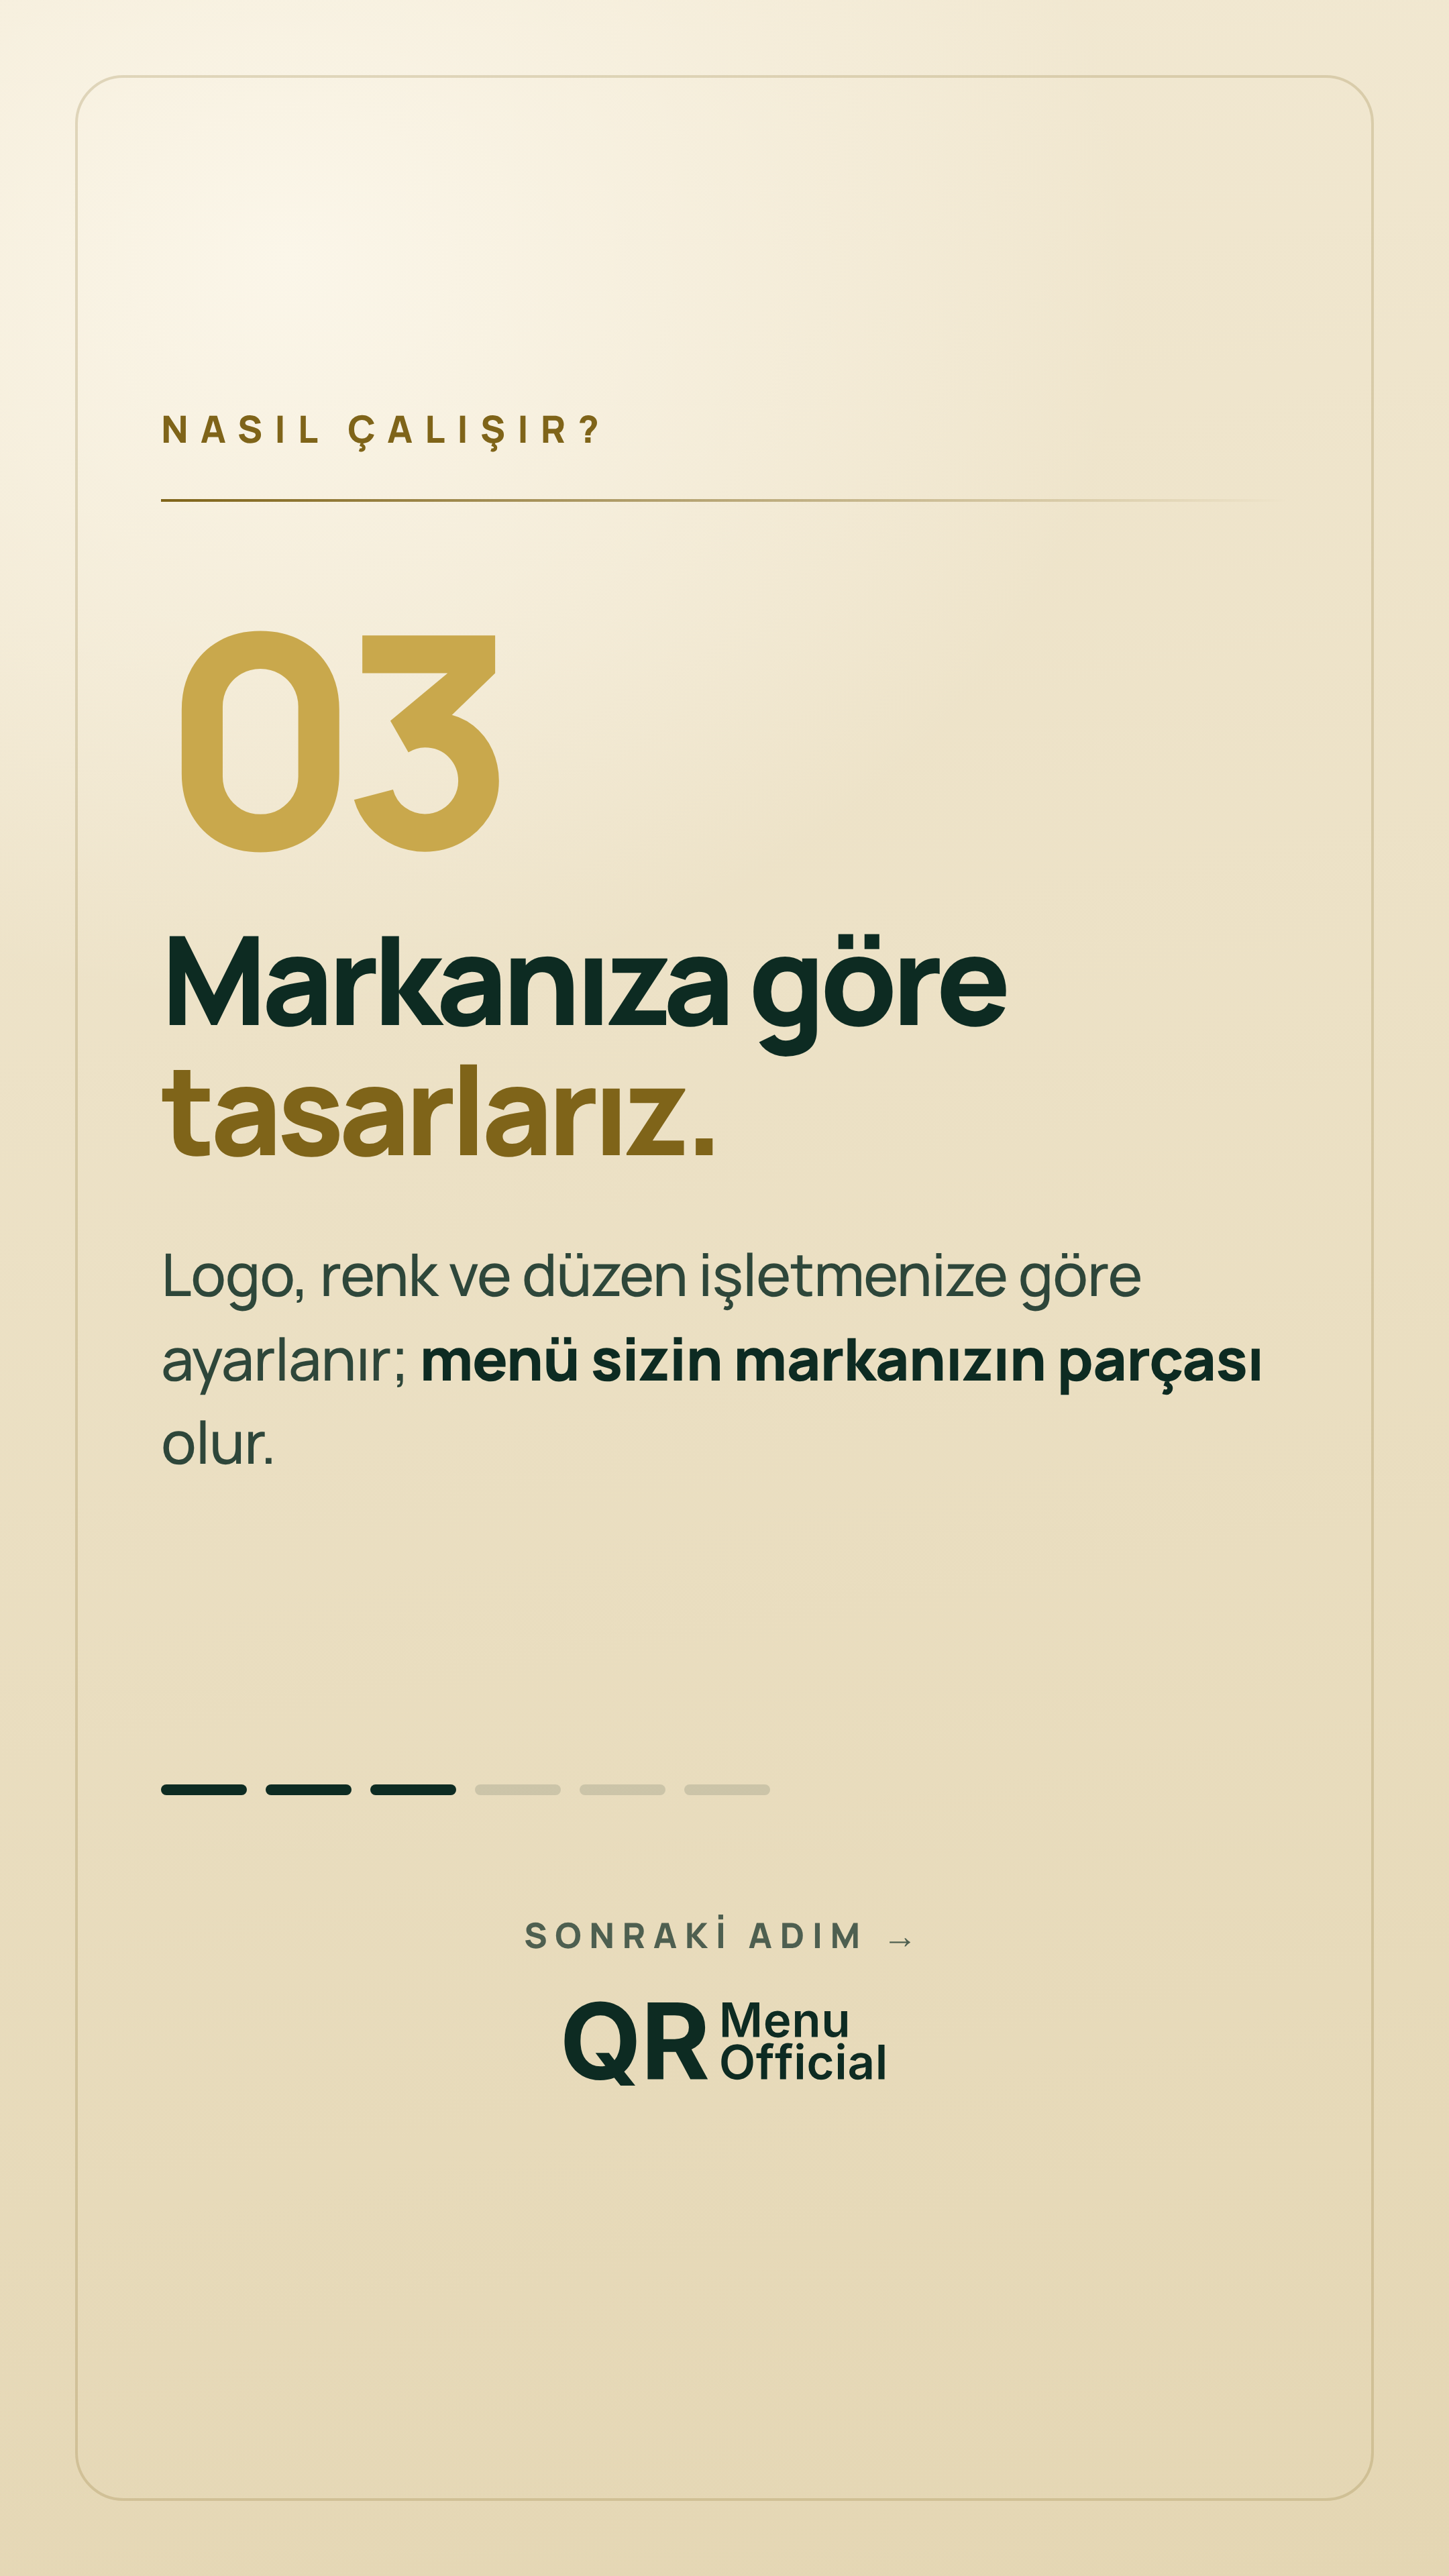 NASIL ÇALIŞIR?
03
Markanıza göre
tasarlarız.
Logo, renk ve düzen işletmenize göre
ayarlanır; menü sizin markanızın parçası
olur.
SONRAKİ ADIM →
QR Menu
Official